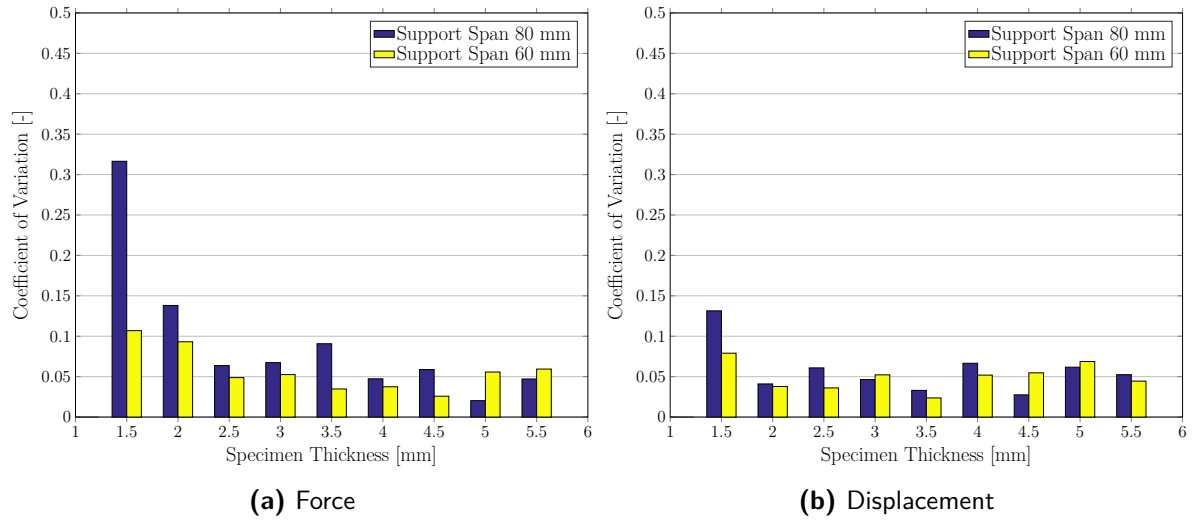 0.5
0.45
0.4
0.35
0.3
0.25
0.2
0.15
0.1
0.05
0
Coefficient of Variation [-]
Support Span 80 mm
Support Span 60 mm
1 1.5 2 2.5 3 3.5 4 4.5 5 5.5 6
Specimen Thickness [mm]
(a) Force
0.5
0.45
0.4
0.35
0.3
0.25
0.2
0.15
0.1
0.05
0
Coefficient of Variation [-]
Support Span 80 mm
Support Span 60 mm
1 1.5 2 2.5 3 3.5 4 4.5 5 5.5 6
Specimen Thickness [mm]
(b) Displacement